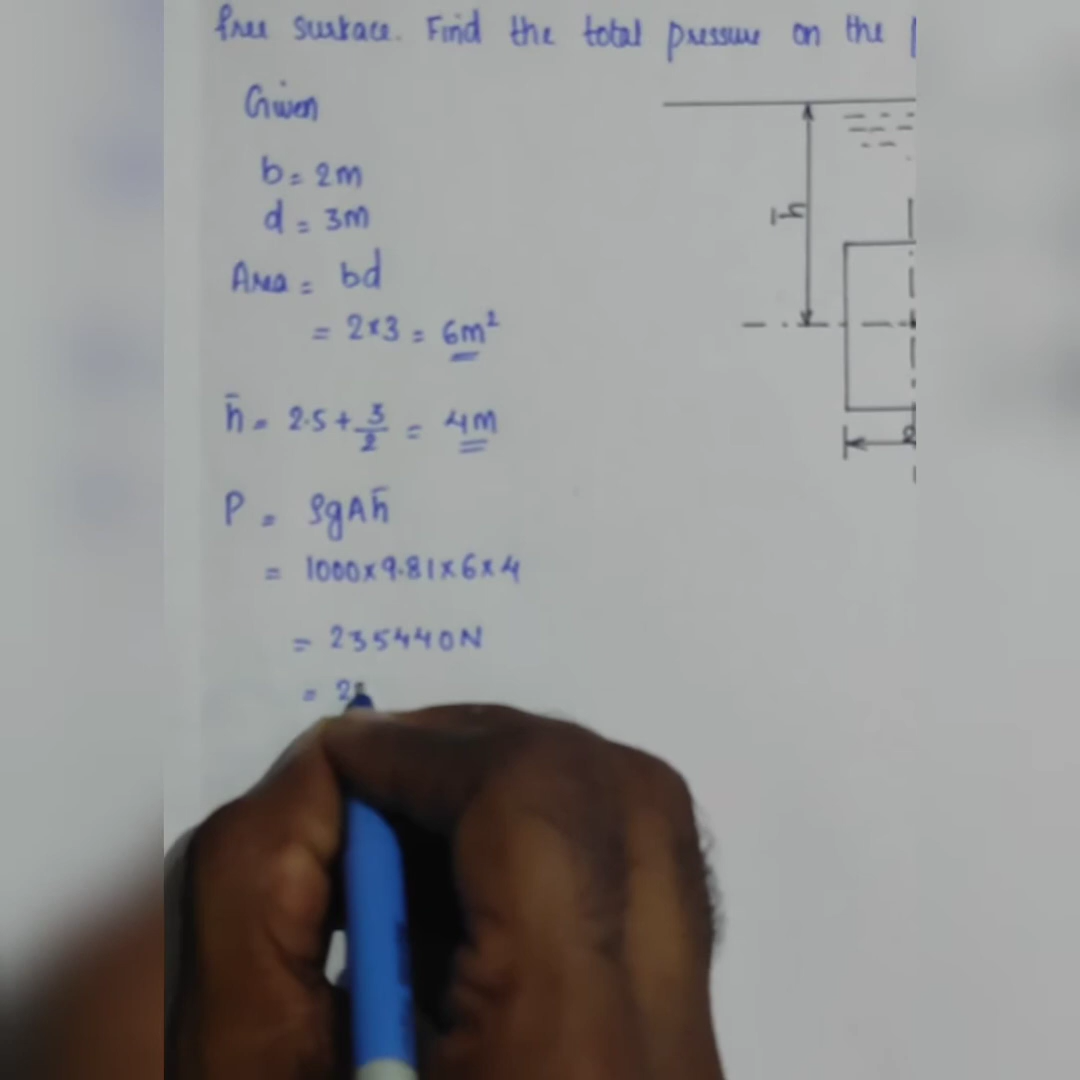 free surface. Find the total pressure on the
Given
b = 2m
d = 3m
Area = bd
= 2×3 = 6m²
h̄ = 2.5 + 3/2 = 4m
P = ρgAh̄
= 1000×9.81×6×4
= 235440N
= 2
h̄